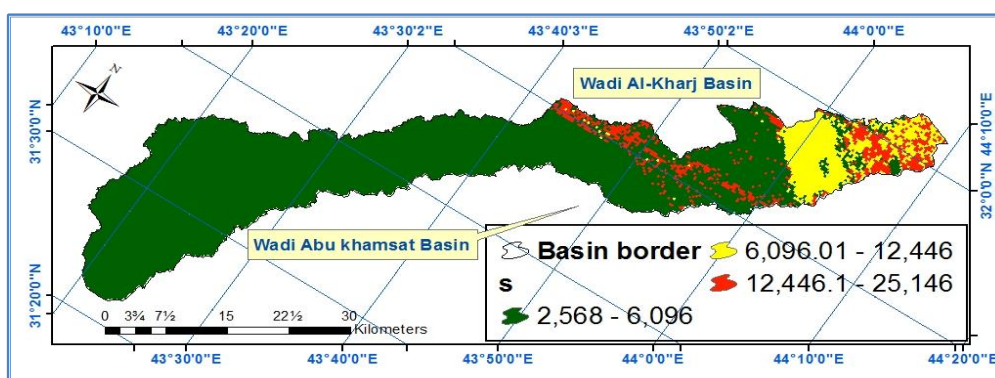 43°10'0"E 43°20'0"E 43°30'2"E 43°40'3"E 43°50'2"E 44°0'0"E
N
Wadi Al-Kharj Basin
31°30'0"N
44°10'0"E
32°0'0"N
Wadi Abu khamsat Basin
31°20'0"N
Basin border
s
2,568 - 6,096
6,096.01 - 12,446
12,446.1 - 25,146
0 3¾ 7½ 15 22½ 30
Kilometers
43°30'0"E 43°40'0"E 43°50'0"E 44°0'0"E 44°10'0"E 44°20'0"E